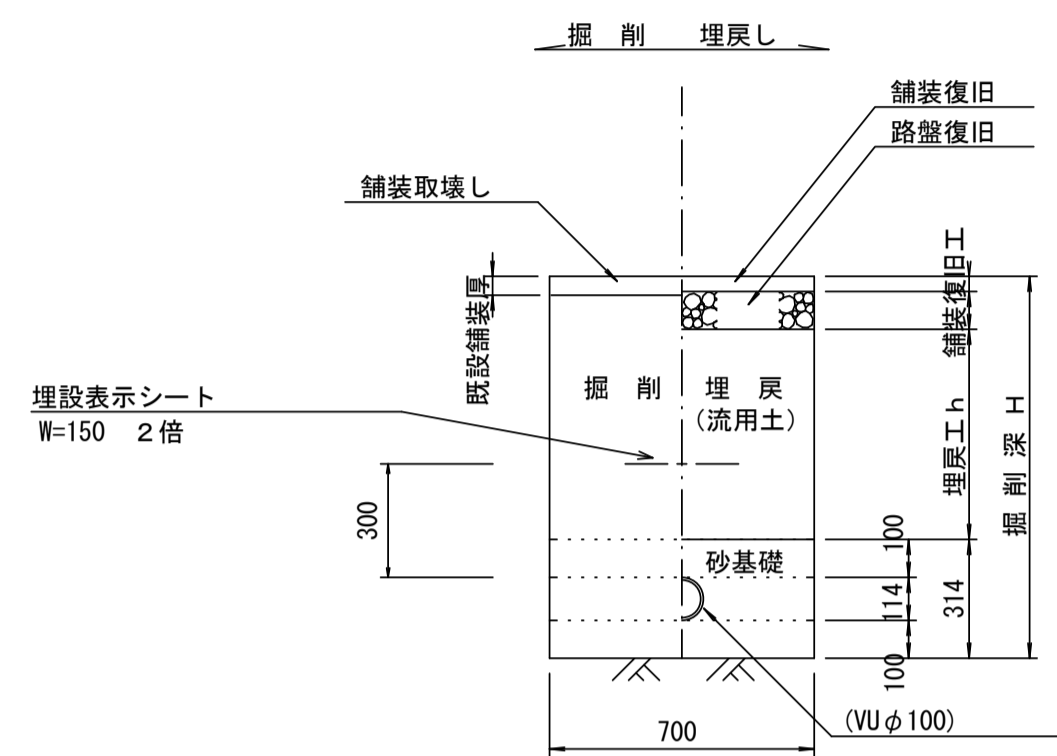 掘 削 埋戻し
舗装復旧
路盤復旧
舗装取壊し
既設舗装厚
舗装復旧工
埋設表示シート
W=150 2倍
掘 削
埋 戻
(流用土)
埋戻工h
掘削深 H
300
砂基礎
100
114
100
314
700
(VUφ100)